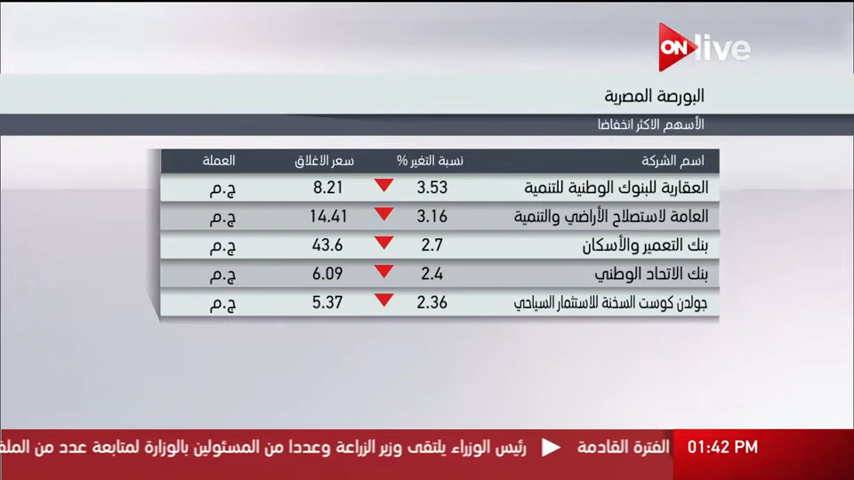 ON live
البورصة المصرية
الأسهم الاكثر انخفاضا
اسم الشركة نسبة التغير % سعر الاغلاق العملة
العقارية للبنوك الوطنية للتنمية 3.53 8.21 ج.م
العامة لاستصلاح الأراضي والتنمية 3.16 14.41 ج.م
بنك التعمير والأسكان 2.7 43.6 ج.م
بنك الاتحاد الوطني 2.4 6.09 ج.م
جولدن كوست السخنة للاستثمار السياحي 2.36 5.37 ج.م
01:42 PM الفترة القادمة رئيس الوزراء يلتقى وزير الزراعة وعددا من المسئولين بالوزارة لمتابعة عدد من الملف